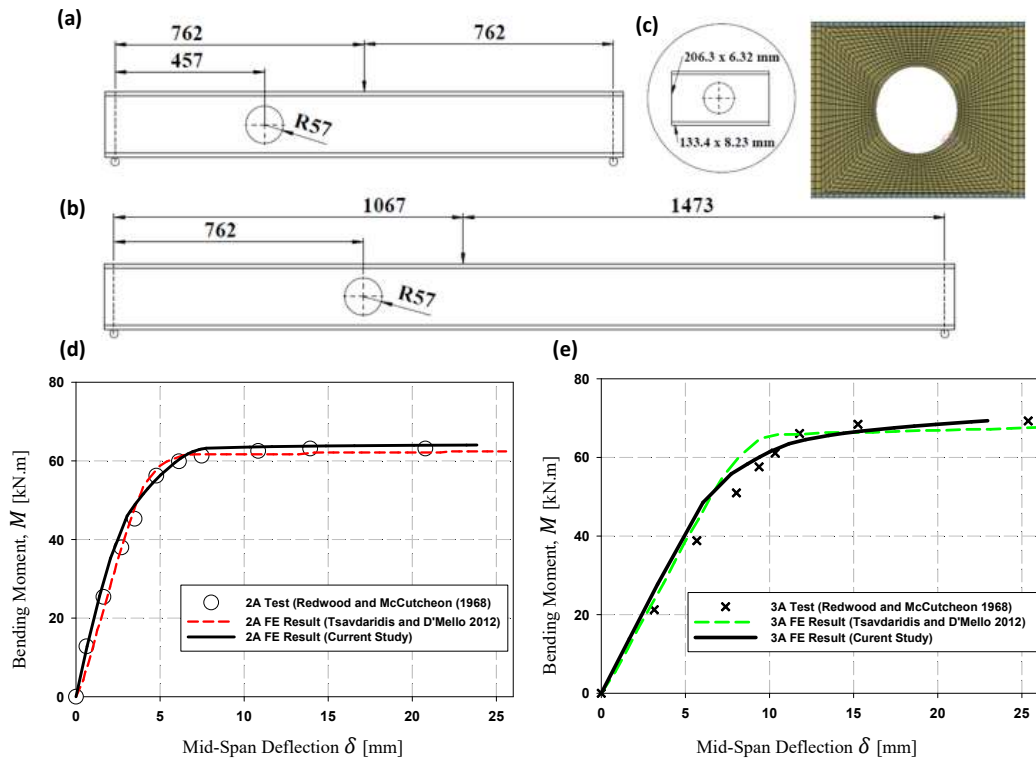 (a)
762
762
457
R57
(c)
206.3 x 6.32 mm
133.4 x 8.23 mm
(b)
1067
1473
762
R57
(d)
80
60
40
20
0
0
5
10
15
20
25
Bending Moment, M [kN.m]
Mid-Span Deflection δ [mm]
2A Test (Redwood and McCutcheon (1968)
2A FE Result (Tsavdaridis and D'Mello 2012)
2A FE Result (Current Study)
(e)
80
60
40
20
0
0
5
10
15
20
25
Bending Moment, M [kN.m]
Mid-Span Deflection δ [mm]
3A Test (Redwood and McCutcheon 1968)
3A FE Result (Tsavdaridis and D'Mello 2012)
3A FE Result (Curent Study)